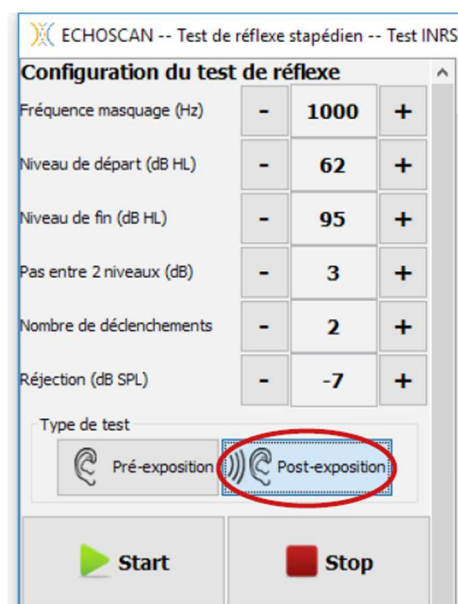 ECHOSCAN -- Test de réflexe stapédien -- Test INRS
Configuration du test de réflexe
Fréquence masquage (Hz) - 1000 +
Niveau de départ (dB HL) - 62 +
Niveau de fin (dB HL) - 95 +
Pas entre 2 niveaux (dB) - 3 +
Nombre de déclenchements - 2 +
Réjection (dB SPL) - -7 +
Type de test
Pré-exposition Post-exposition
Start Stop